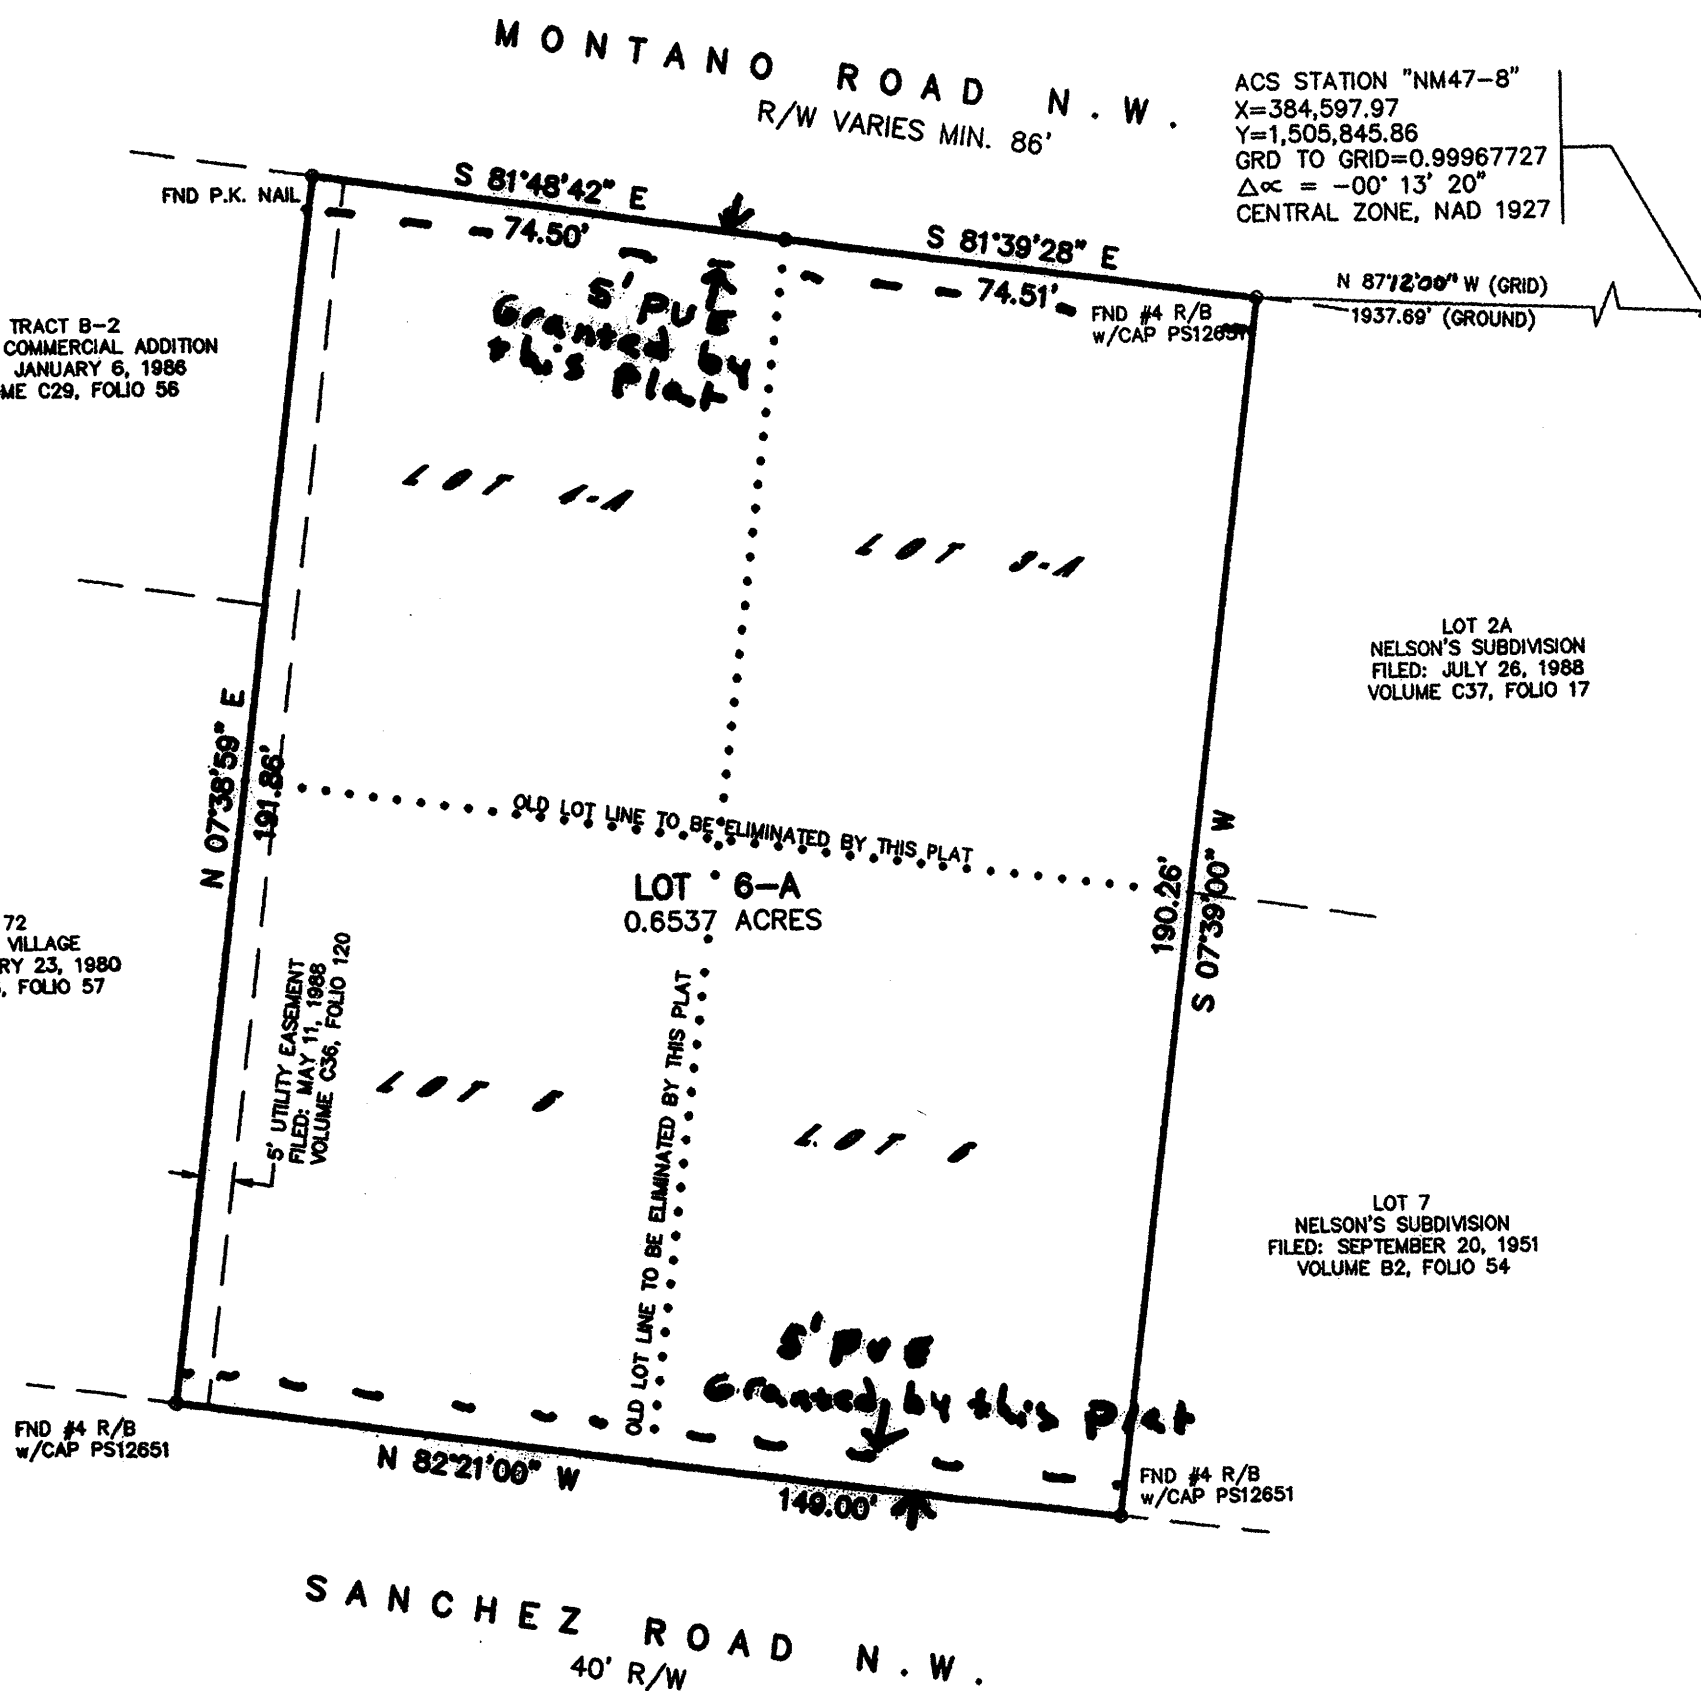 MONTANO ROAD N.W.
R/W VARIES MIN. 86'
ACS STATION "NM47-8"
X=384,597.97
Y=1,505,845.86
GRD TO GRID=0.99967727
Δ∝ = -00° 13' 20"
CENTRAL ZONE, NAD 1927
FND P.K. NAIL
S 81°48'42" E
74.50'
S 81°39'28" E
74.51'
N 87°12'00" W (GRID)
1937.69' (GROUND)
FND #4 R/B
w/CAP PS12651
5' PUE
Granted by
this Plat
TRACT B-2
COMMERCIAL ADDITION
JANUARY 6, 1986
ME C29, FOLIO 56
LOT 4-A
LOT 3-A
LOT 2A
NELSON'S SUBDIVISION
FILED: JULY 26, 1988
VOLUME C37, FOLIO 17
N 07°38'59" E
191.86'
OLD LOT LINE TO BE ELIMINATED BY THIS PLAT
LOT 6-A
0.6537 ACRES
190.26'
S 07°39'00" W
72
VILLAGE
RY 23, 1980
, FOLIO 57
5' UTILITY EASEMENT
FILED: MAY 11, 1988
VOLUME C36, FOLIO 120
OLD LOT LINE TO BE ELIMINATED BY THIS PLAT
LOT 5
LOT 6
LOT 7
NELSON'S SUBDIVISION
FILED: SEPTEMBER 20, 1951
VOLUME B2, FOLIO 54
5' PUE
Granted by this plat
FND #4 R/B
w/CAP PS12651
N 82°21'00" W
149.00'
FND #4 R/B
w/CAP PS12651
SANCHEZ ROAD N.W.
40' R/W